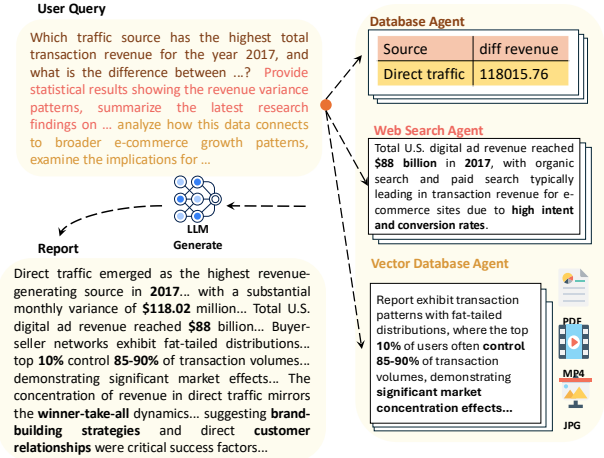 User Query
Which traffic source has the highest total
transaction revenue for the year 2017, and
what is the difference between ...? Provide
statistical results showing the revenue variance
patterns, summarize the latest research
findings on ... analyze how this data connects
to broader e-commerce growth patterns,
examine the implications for ...
LLM
Generate
Report
Direct traffic emerged as the highest revenue-
generating source in 2017... with a substantial
monthly variance of $118.02 million... Total U.S.
digital ad revenue reached $88 billion... Buyer-
seller networks exhibit fat-tailed distributions...
top 10% control 85-90% of transaction volumes...
demonstrating significant market effects... The
concentration of revenue in direct traffic mirrors
the winner-take-all dynamics... suggesting brand-
building strategies and direct customer
relationships were critical success factors...
Database Agent
Source diff revenue
Direct traffic 118015.76
Web Search Agent
Total U.S. digital ad revenue reached
$88 billion in 2017, with organic
search and paid search typically
leading in transaction revenue for e-
commerce sites due to high intent
and conversion rates.
Vector Database Agent
Report exhibit transaction
patterns with fat-tailed
distributions, where the top
10% of users often control
85-90% of transaction
volumes, demonstrating
significant market
concentration effects...
PDF
MP4
JPG